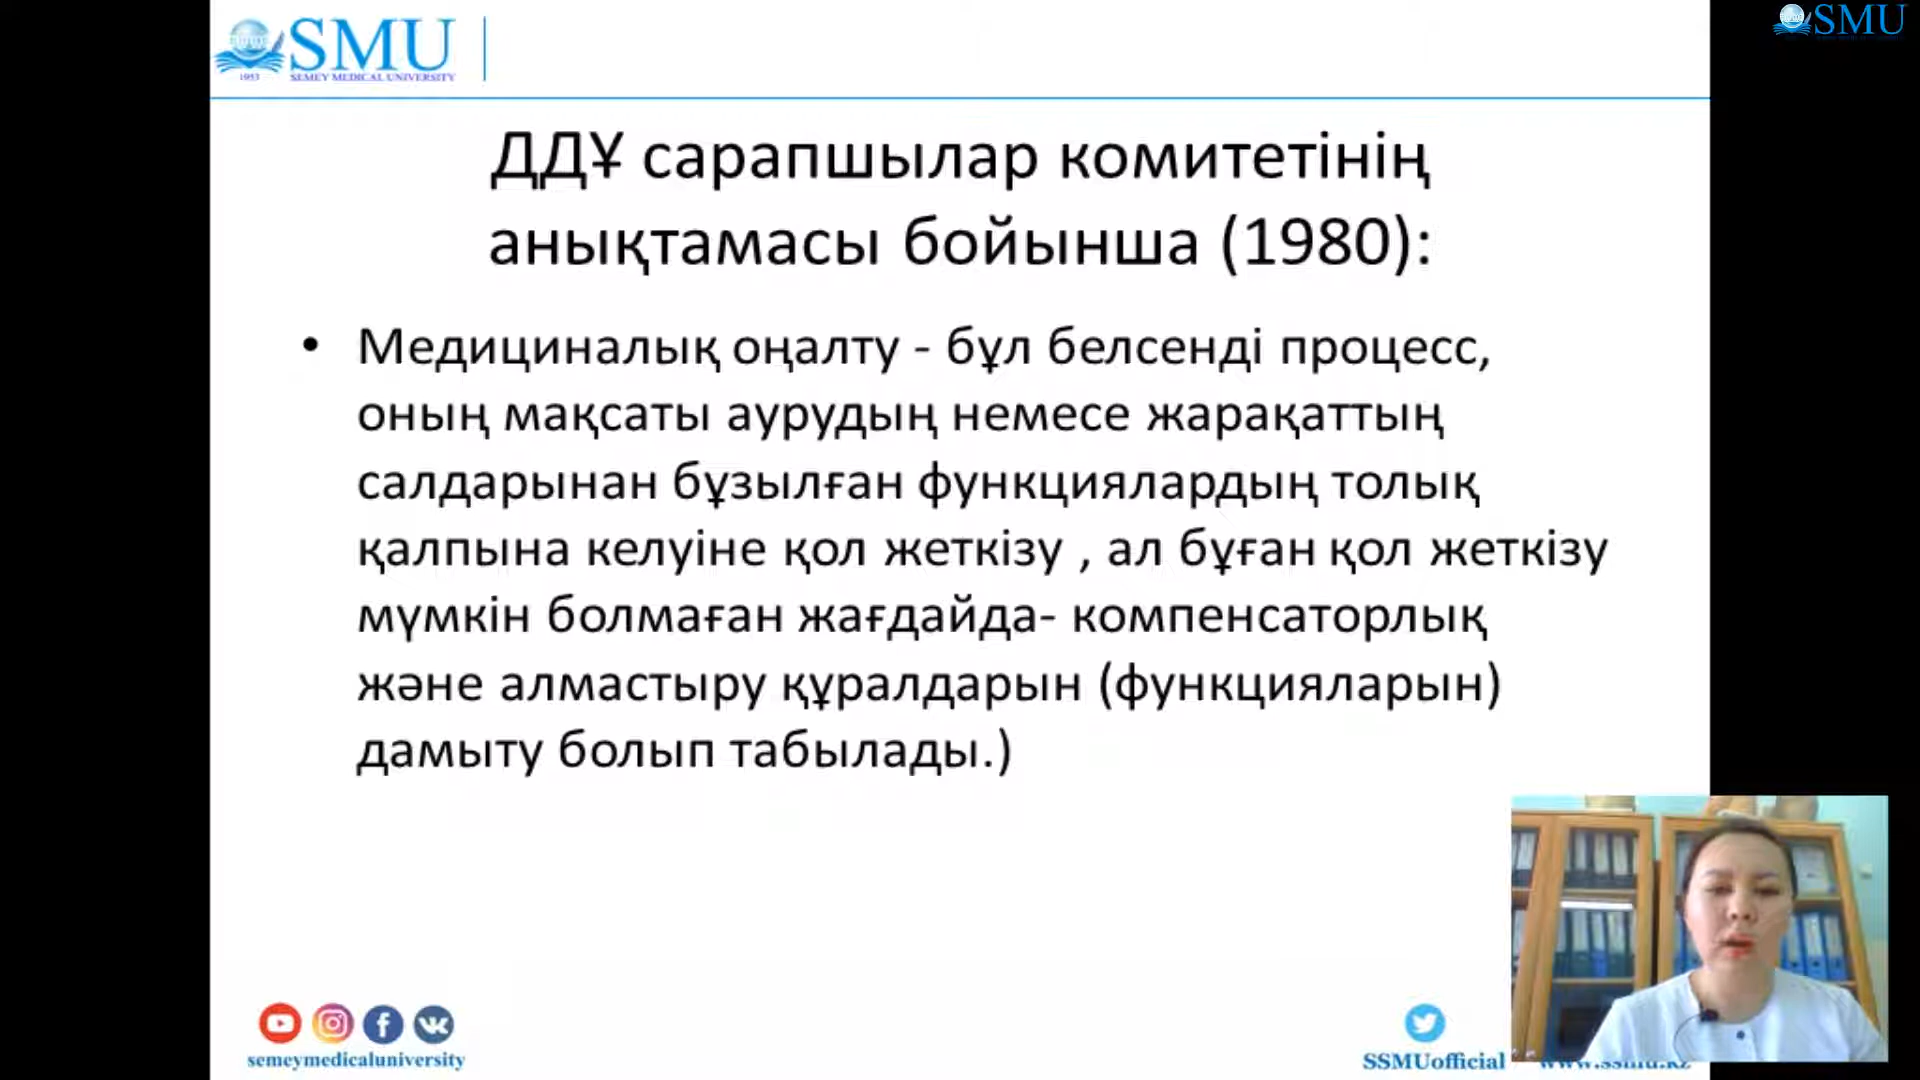 SMU
1953 SEMEY MEDICAL UNIVERSITY
SMU
ДДҰ сарапшылар комитетінің
анықтамасы бойынша (1980):
• Медициналық оңалту - бұл белсенді процесс,
оның мақсаты аурудың немесе жарақаттың
салдарынан бұзылған функциялардың толық
қалпына келуіне қол жеткізу , ал бұған қол жеткізу
мүмкін болмаған жағдайда- компенсаторлық
және алмастыру құралдарын (функцияларын)
дамыту болып табылады.)
semeymedicaluniversity
SSMUofficial